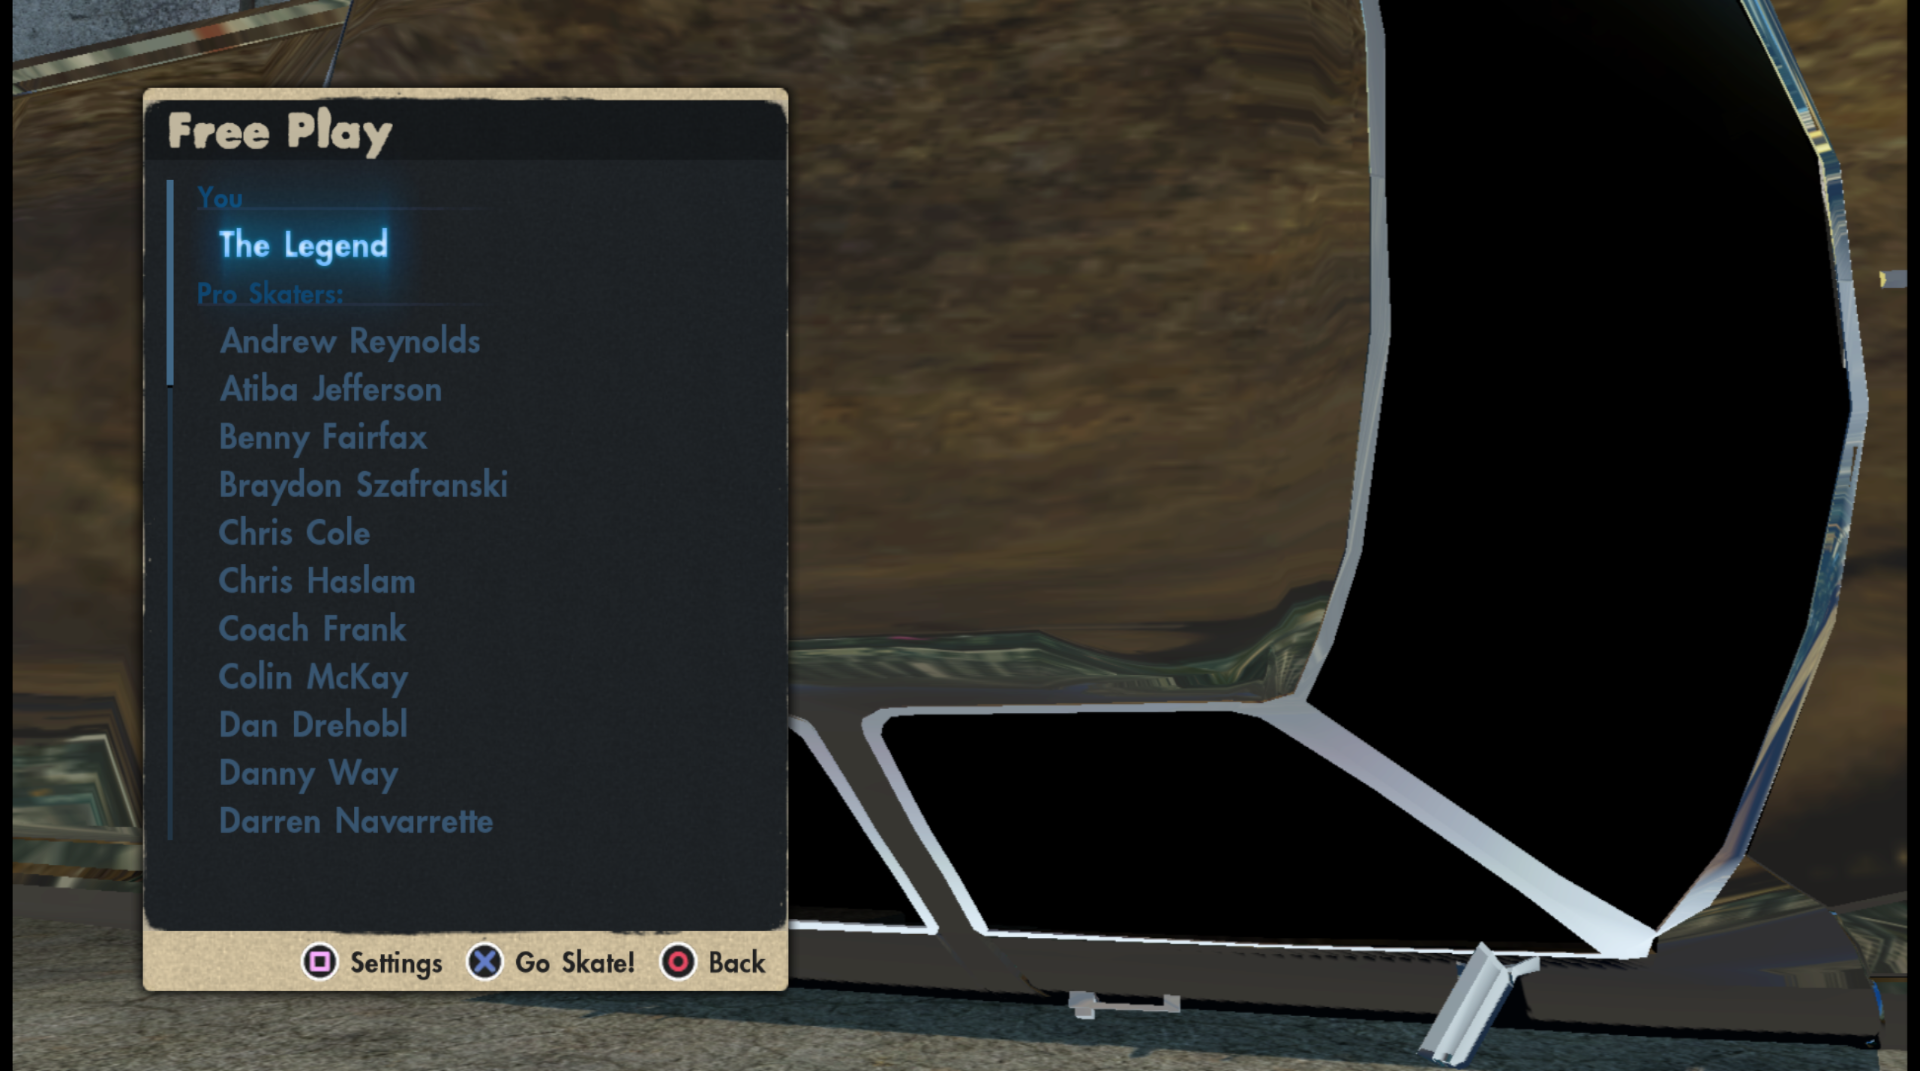 Free Play
You
The Legend
Pro Skaters:
Andrew Reynolds
Atiba Jefferson
Benny Fairfax
Braydon Szafranski
Chris Cole
Chris Haslam
Coach Frank
Colin McKay
Dan Drehobl
Danny Way
Darren Navarrette
Settings Go Skate! Back